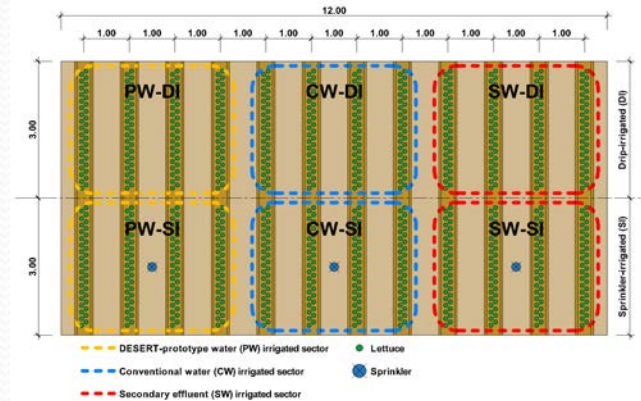 12.00
1.00 1.00 1.00 1.00 1.00 1.00 1.00 1.00 1.00 1.00 1.00
PW-DI CW-DI SW-DI
3.00
Drip-irrigated (DI)
PW-SI CW-SI SW-SI
3.00
Sprinkler-irrigated (SI)
DESERT-prototype water (PW) irrigated sector
Lettuce
Conventional water (CW) irrigated sector
Sprinkler
Secondary effluent (SW) irrigated sector